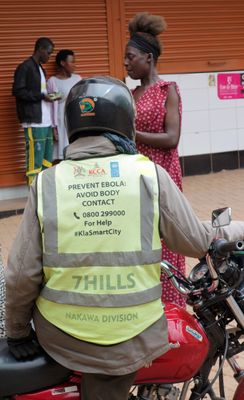 KCCA
PREVENT EBOLA:
AVOID BODY
CONTACT
0800 299000
For Help
#KlaSmartCity
7HILLS
NAKAWA DIVISION